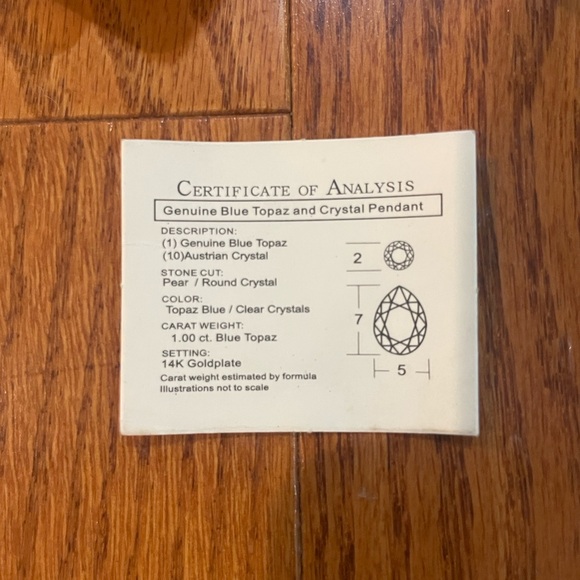 CERTIFICATE OF ANALYSIS
Genuine Blue Topaz and Crystal Pendant
DESCRIPTION:
(1) Genuine Blue Topaz
(10)Austrian Crystal
STONE CUT:
Pear / Round Crystal
COLOR:
Topaz Blue / Clear Crystals
CARAT WEIGHT:
1.00 ct. Blue Topaz
SETTING:
14K Goldplate
Carat weight estimated by formula
Illustrations not to scale
2
7
5